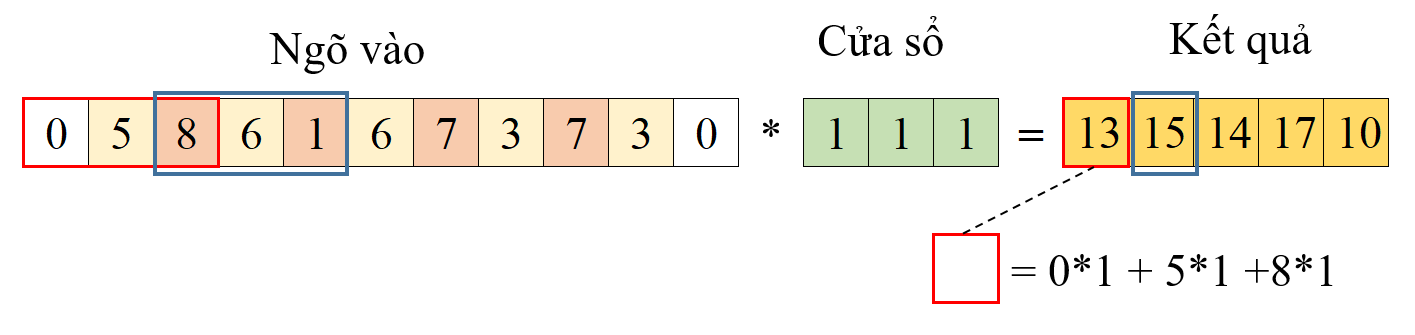 Ngõ vào Cửa sổ Kết quả
0 5 8 6 1 6 7 3 7 3 0 * 1 1 1 = 13 15 14 17 10
= 0*1 + 5*1 +8*1